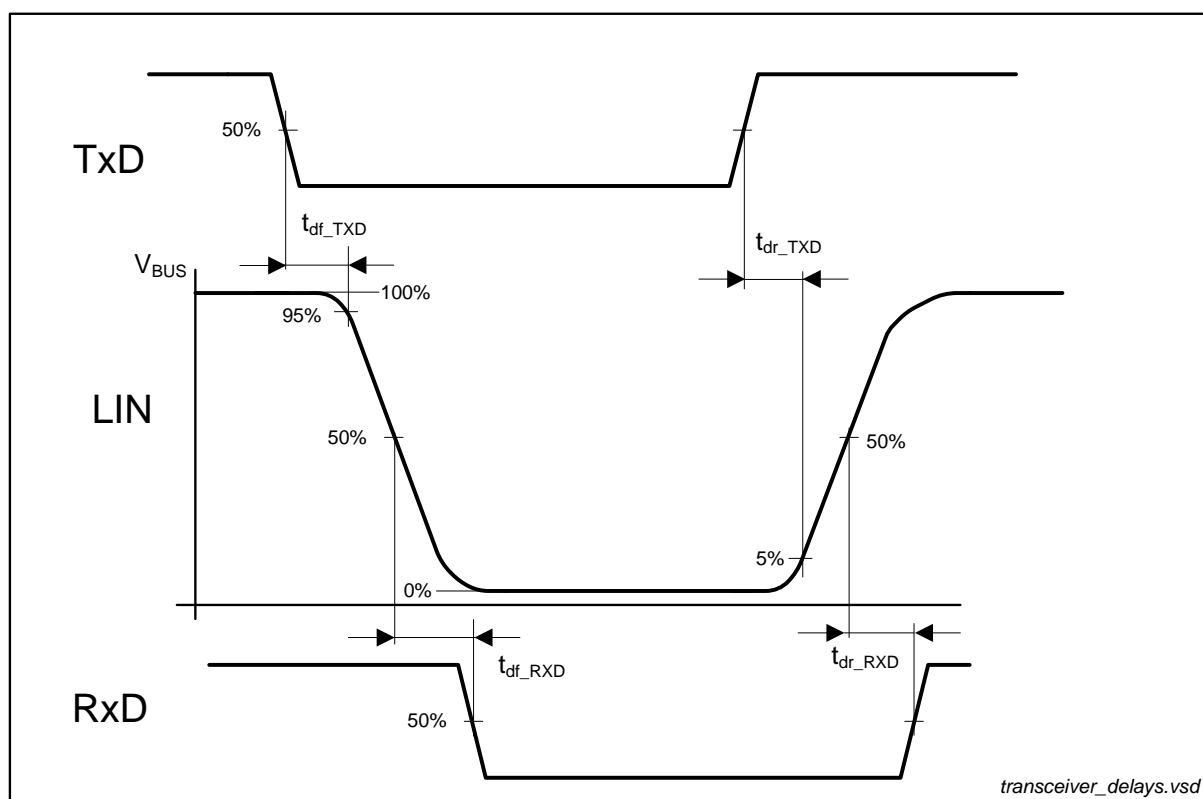 50%
TxD
t_df_TXD
t_dr_TXD
V_BUS
100%
95%
LIN
50%
50%
5%
0%
t_df_RXD
t_dr_RXD
RxD
50%
transceiver_delays.vsd